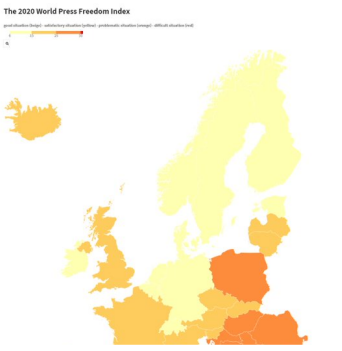 The 2020 World Press Freedom Index
good situation (beige) - satisfactory situation (yellow) - problematic situation (orange) - difficult situation (red)